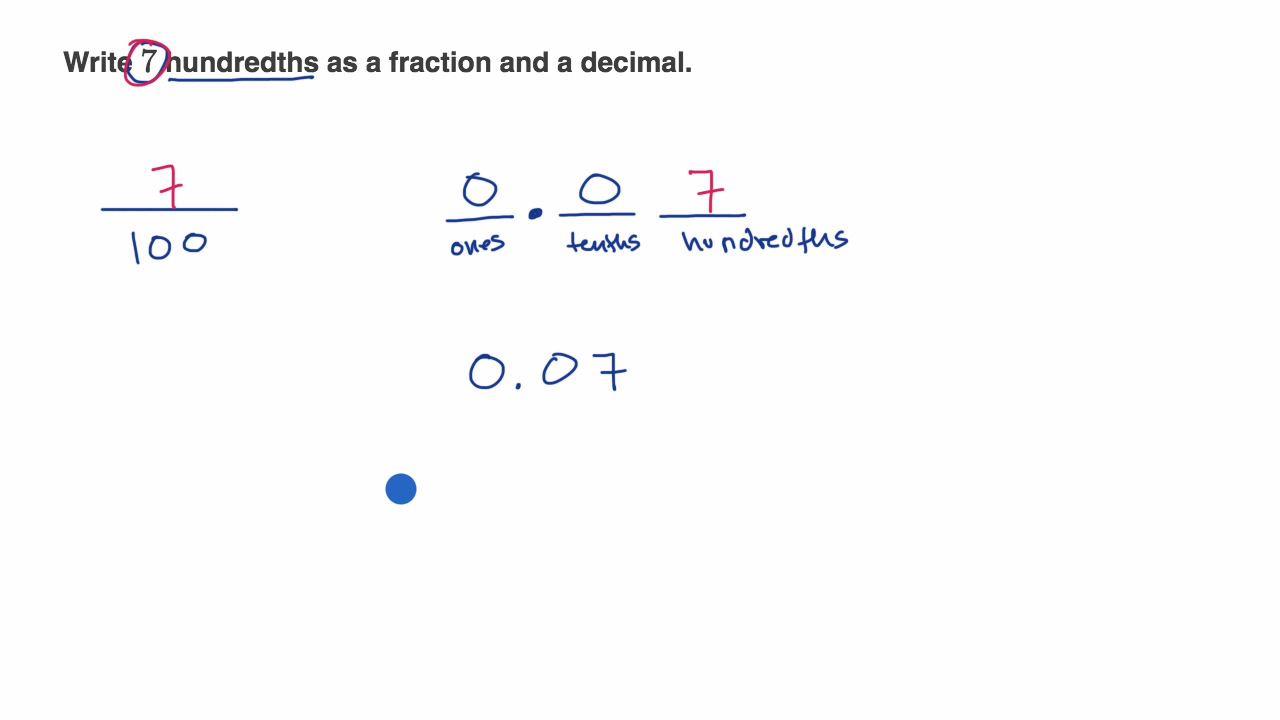 Write 7 hundredths as a fraction and a decimal.
7
100
0 . 0 7
ones tenths hundredths
0.07